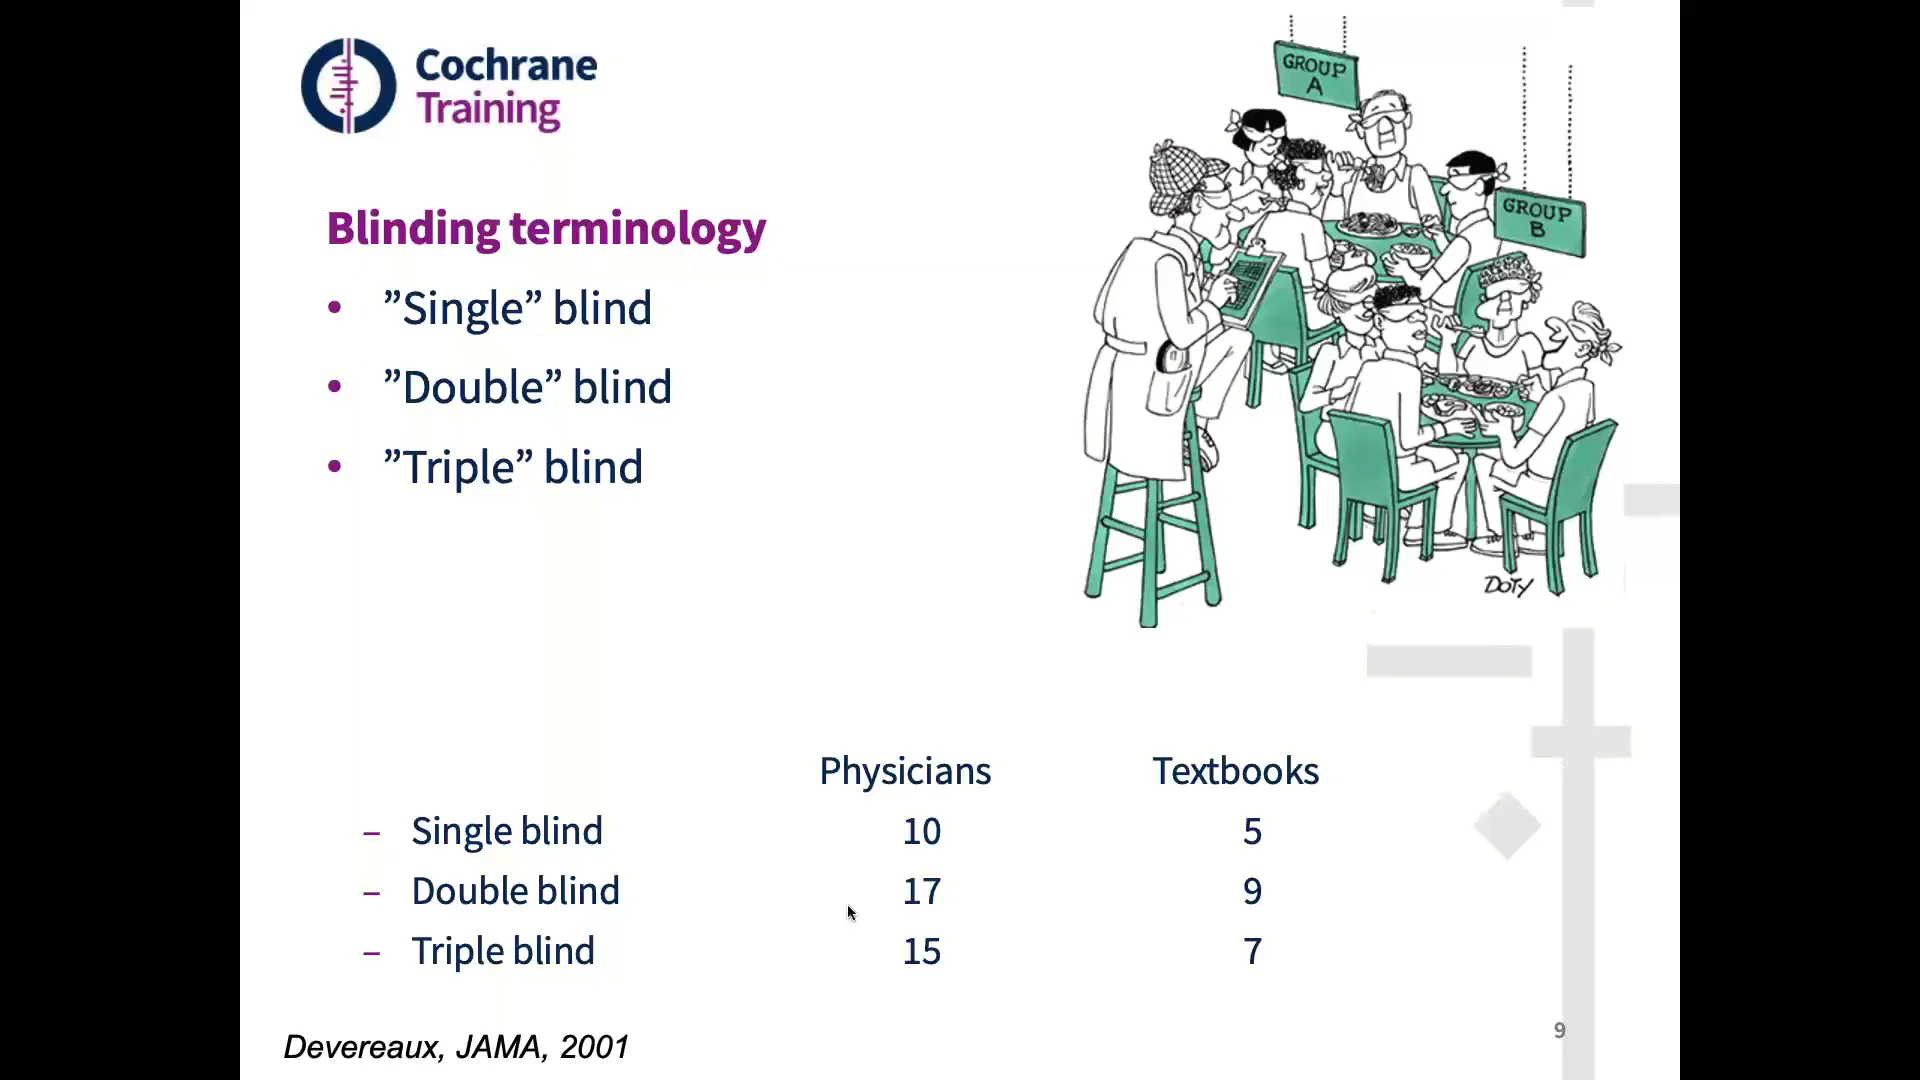 Cochrane
Training
GROUP
A
GROUP
B
Blinding terminology
• ”Single” blind
• ”Double” blind
• ”Triple” blind
DOTY
Physicians Textbooks
– Single blind 10 5
– Double blind 17 9
– Triple blind 15 7
Devereaux, JAMA, 2001
9